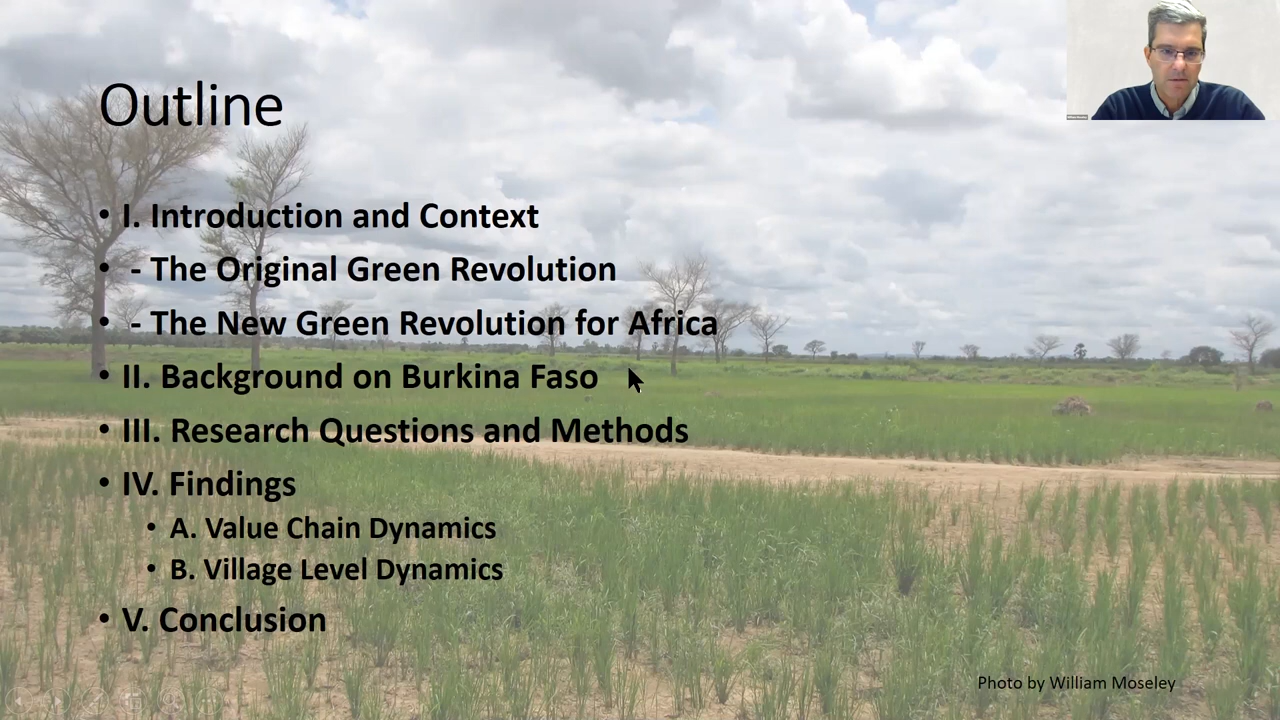 Outline
• I. Introduction and Context
• - The Original Green Revolution
• - The New Green Revolution for Africa
• II. Background on Burkina Faso
• III. Research Questions and Methods
• IV. Findings
• A. Value Chain Dynamics
• B. Village Level Dynamics
• V. Conclusion
Photo by William Moseley